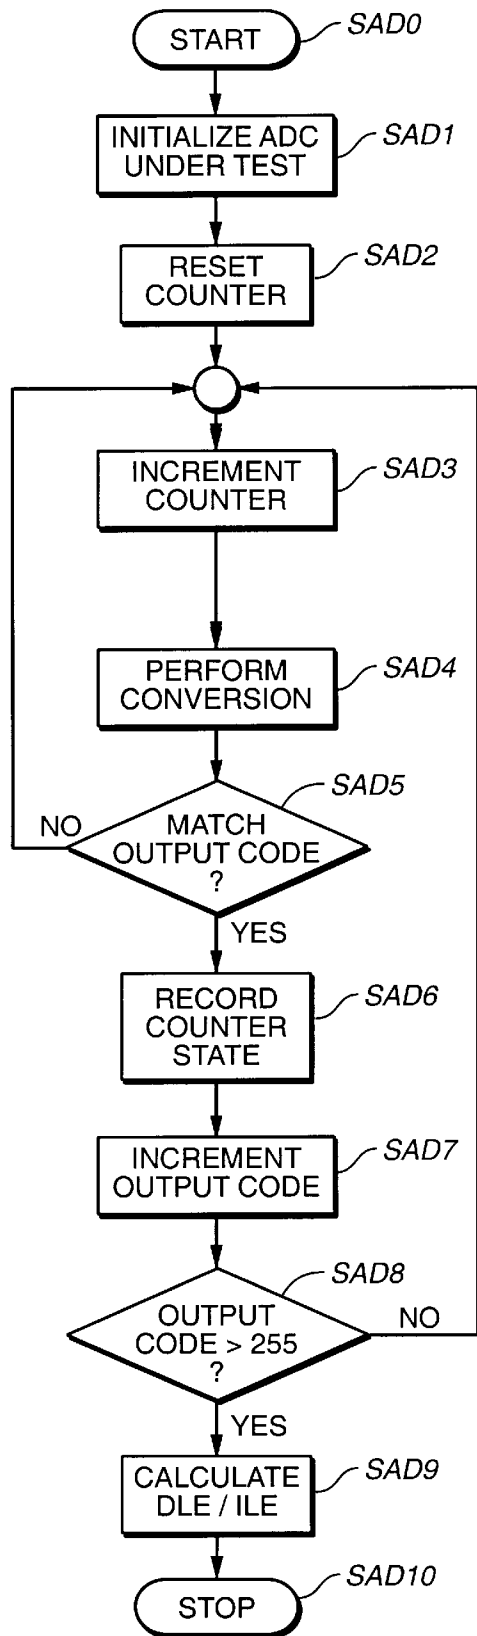 START
SAD0
INITIALIZE ADC
UNDER TEST
SAD1
RESET
COUNTER
SAD2
INCREMENT
COUNTER
SAD3
PERFORM
CONVERSION
SAD4
SAD5
NO
MATCH
OUTPUT CODE
?
YES
RECORD
COUNTER
STATE
SAD6
INCREMENT
OUTPUT CODE
SAD7
SAD8
OUTPUT
CODE > 255
?
NO
YES
CALCULATE
DLE / ILE
SAD9
STOP
SAD10